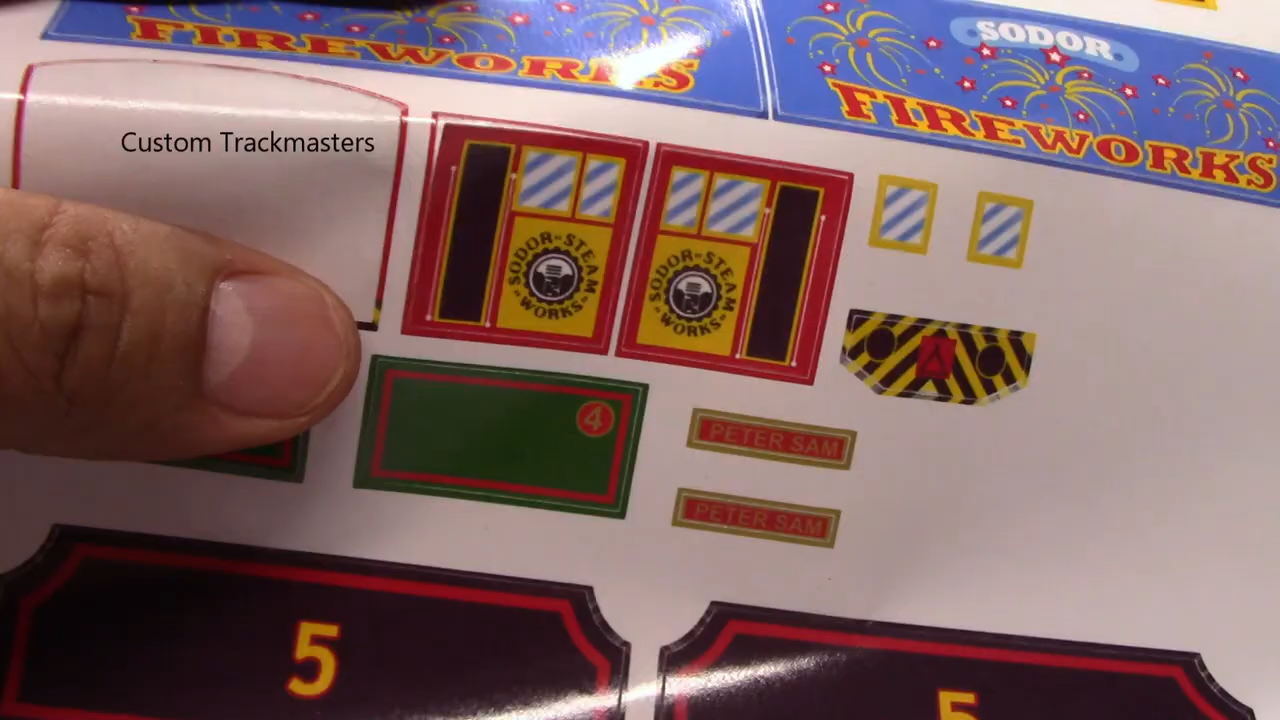 FIREWORKS
SODOR
FIREWORKS
Custom Trackmasters
SODOR STEAM
WORKS
SODOR STEAM
WORKS
4
PETER SAM
PETER SAM
5
5